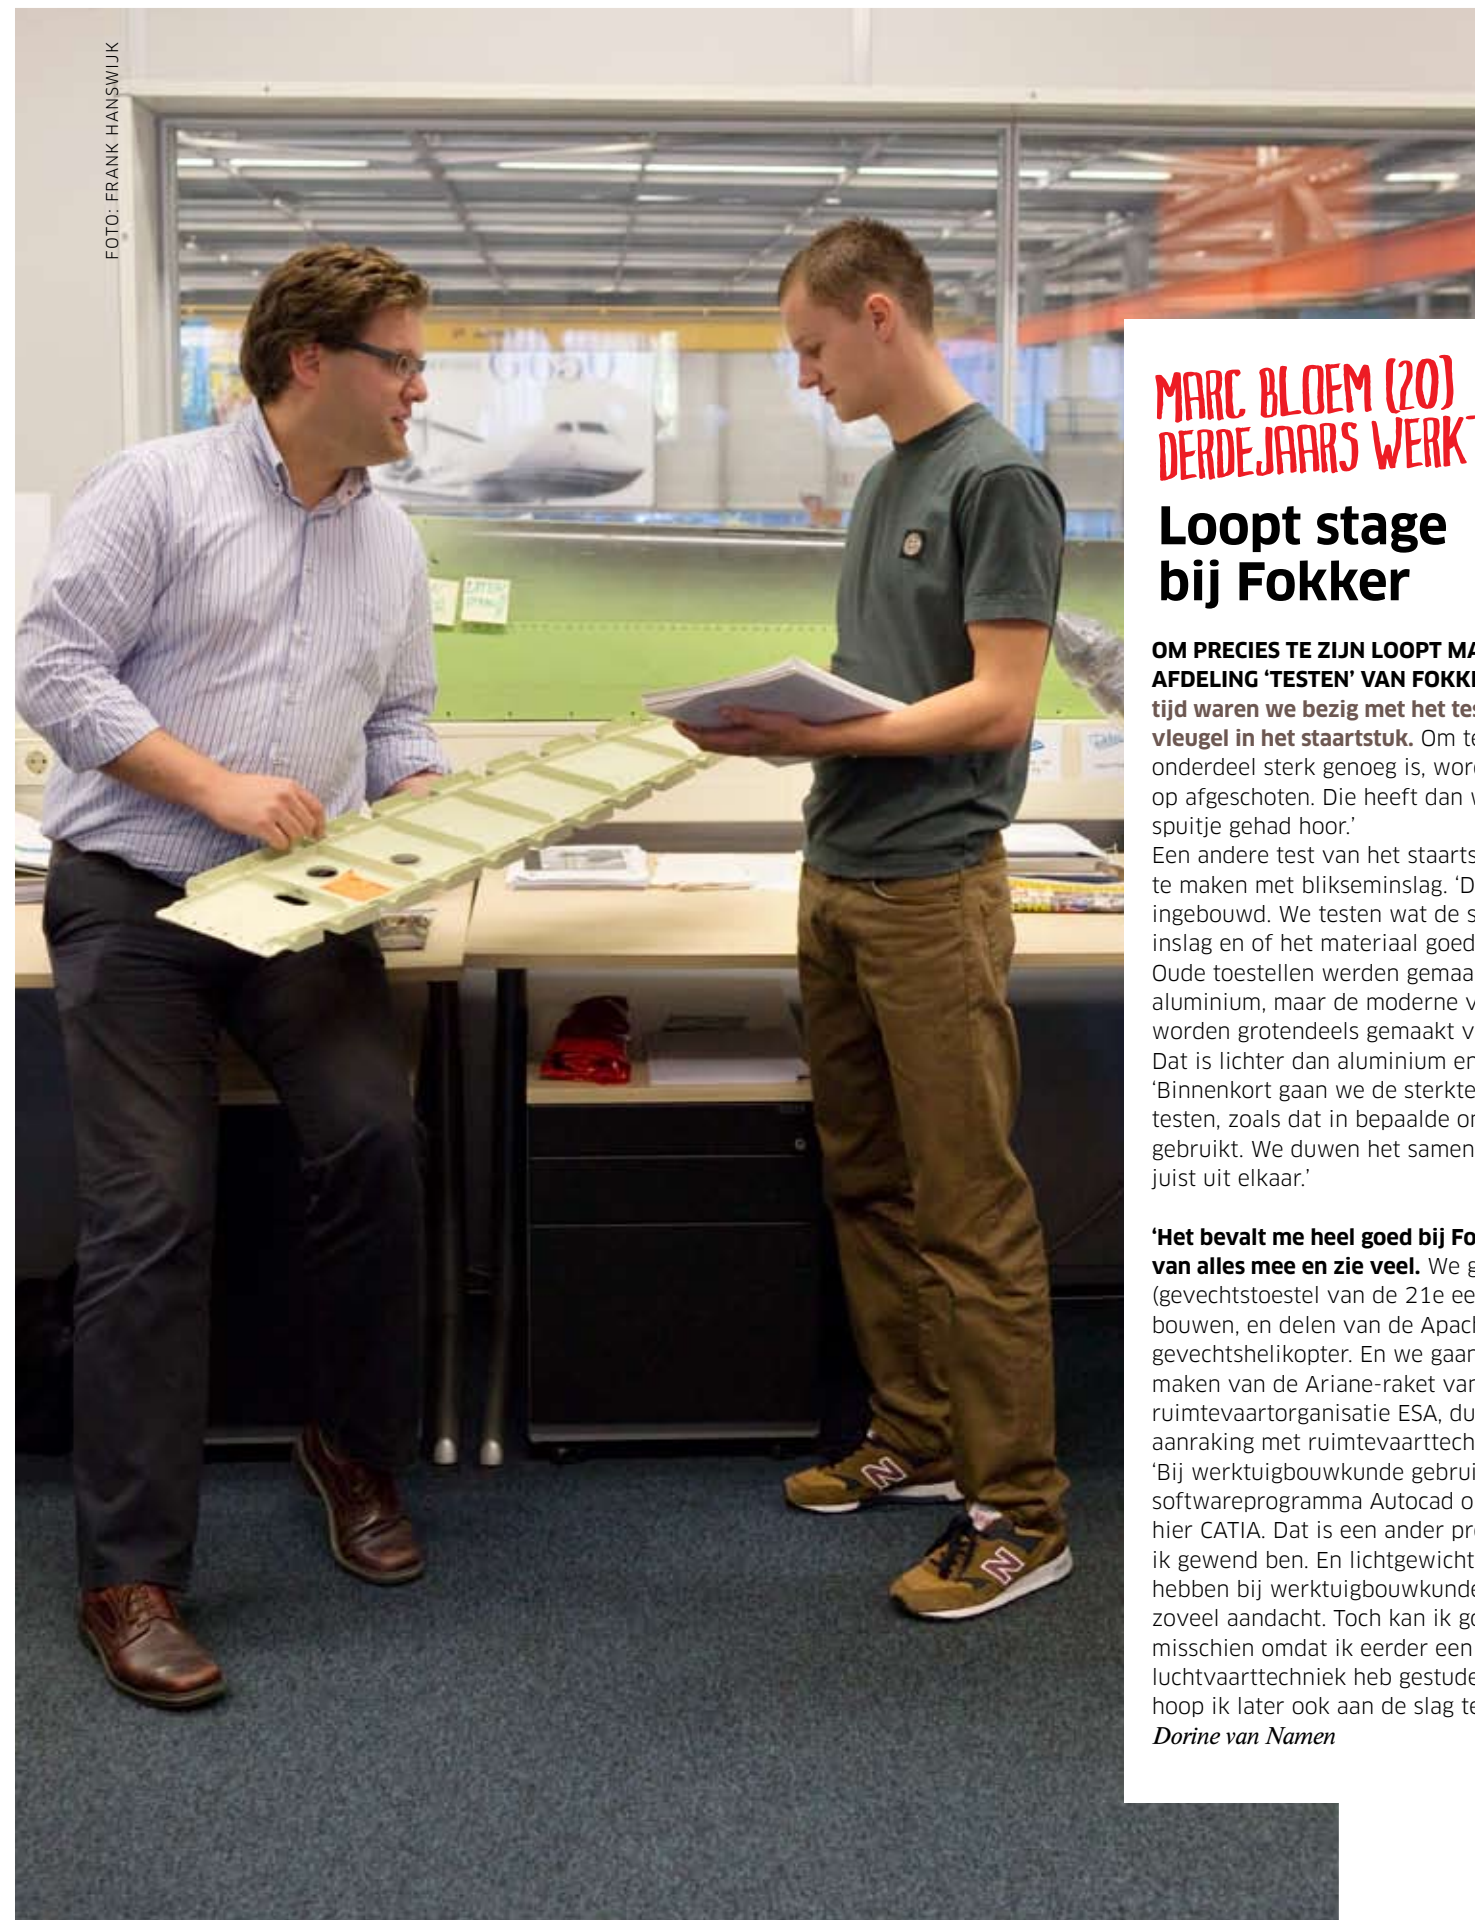 FOTO: FRANK HANSWIJK
MARC BLOEM (20)
DERDEJAARS WERKT
Loopt stage
bij Fokker
OM PRECIES TE ZIJN LOOPT MA
AFDELING ‘TESTEN’ VAN FOKKE
tijd waren we bezig met het tes
vleugel in het staartstuk. Om te
onderdeel sterk genoeg is, word
op afgeschoten. Die heeft dan w
spuitje gehad hoor.’
Een andere test van het staarts
te maken met blikseminslag. ‘D
ingebouwd. We testen wat de s
inslag en of het materiaal goed
Oude toestellen werden gemaa
aluminium, maar de moderne v
worden grotendeels gemaakt v
Dat is lichter dan aluminium en
‘Binnenkort gaan we de sterkte
testen, zoals dat in bepaalde on
gebruikt. We duwen het samen
juist uit elkaar.’
‘Het bevalt me heel goed bij Fo
van alles mee en zie veel. We g
(gevechtstoestel van de 21e ee
bouwen, en delen van de Apach
gevechtshelikopter. En we gaan
maken van de Ariane-raket van
ruimtevaartorganisatie ESA, du
aanraking met ruimtevaarttech
‘Bij werktuigbouwkunde gebrui
softwareprogramma Autocad o
hier CATIA. Dat is een ander pro
ik gewend ben. En lichtgewicht
hebben bij werktuigbouwkunde
zoveel aandacht. Toch kan ik go
misschien omdat ik eerder een
luchtvaarttechniek heb gestude
hoop ik later ook aan de slag te
Dorine van Namen